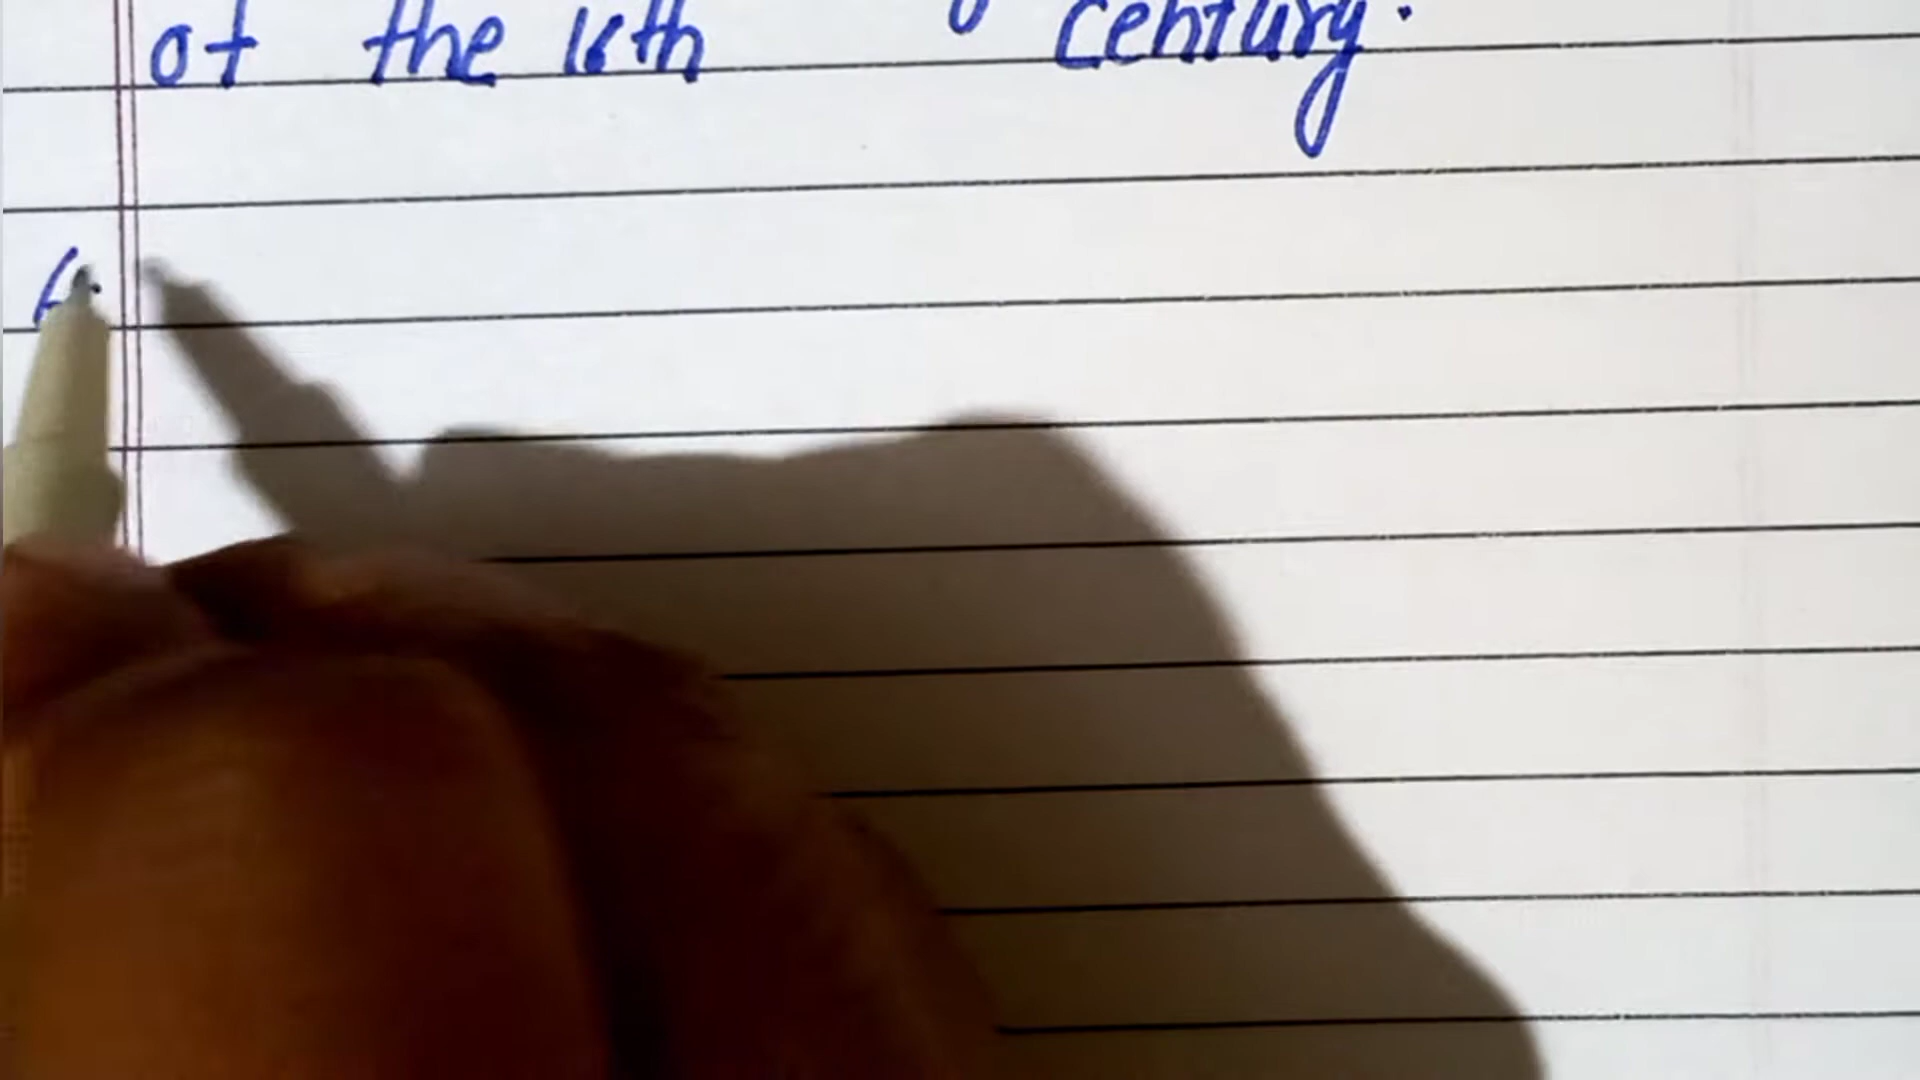 of the 16th century.